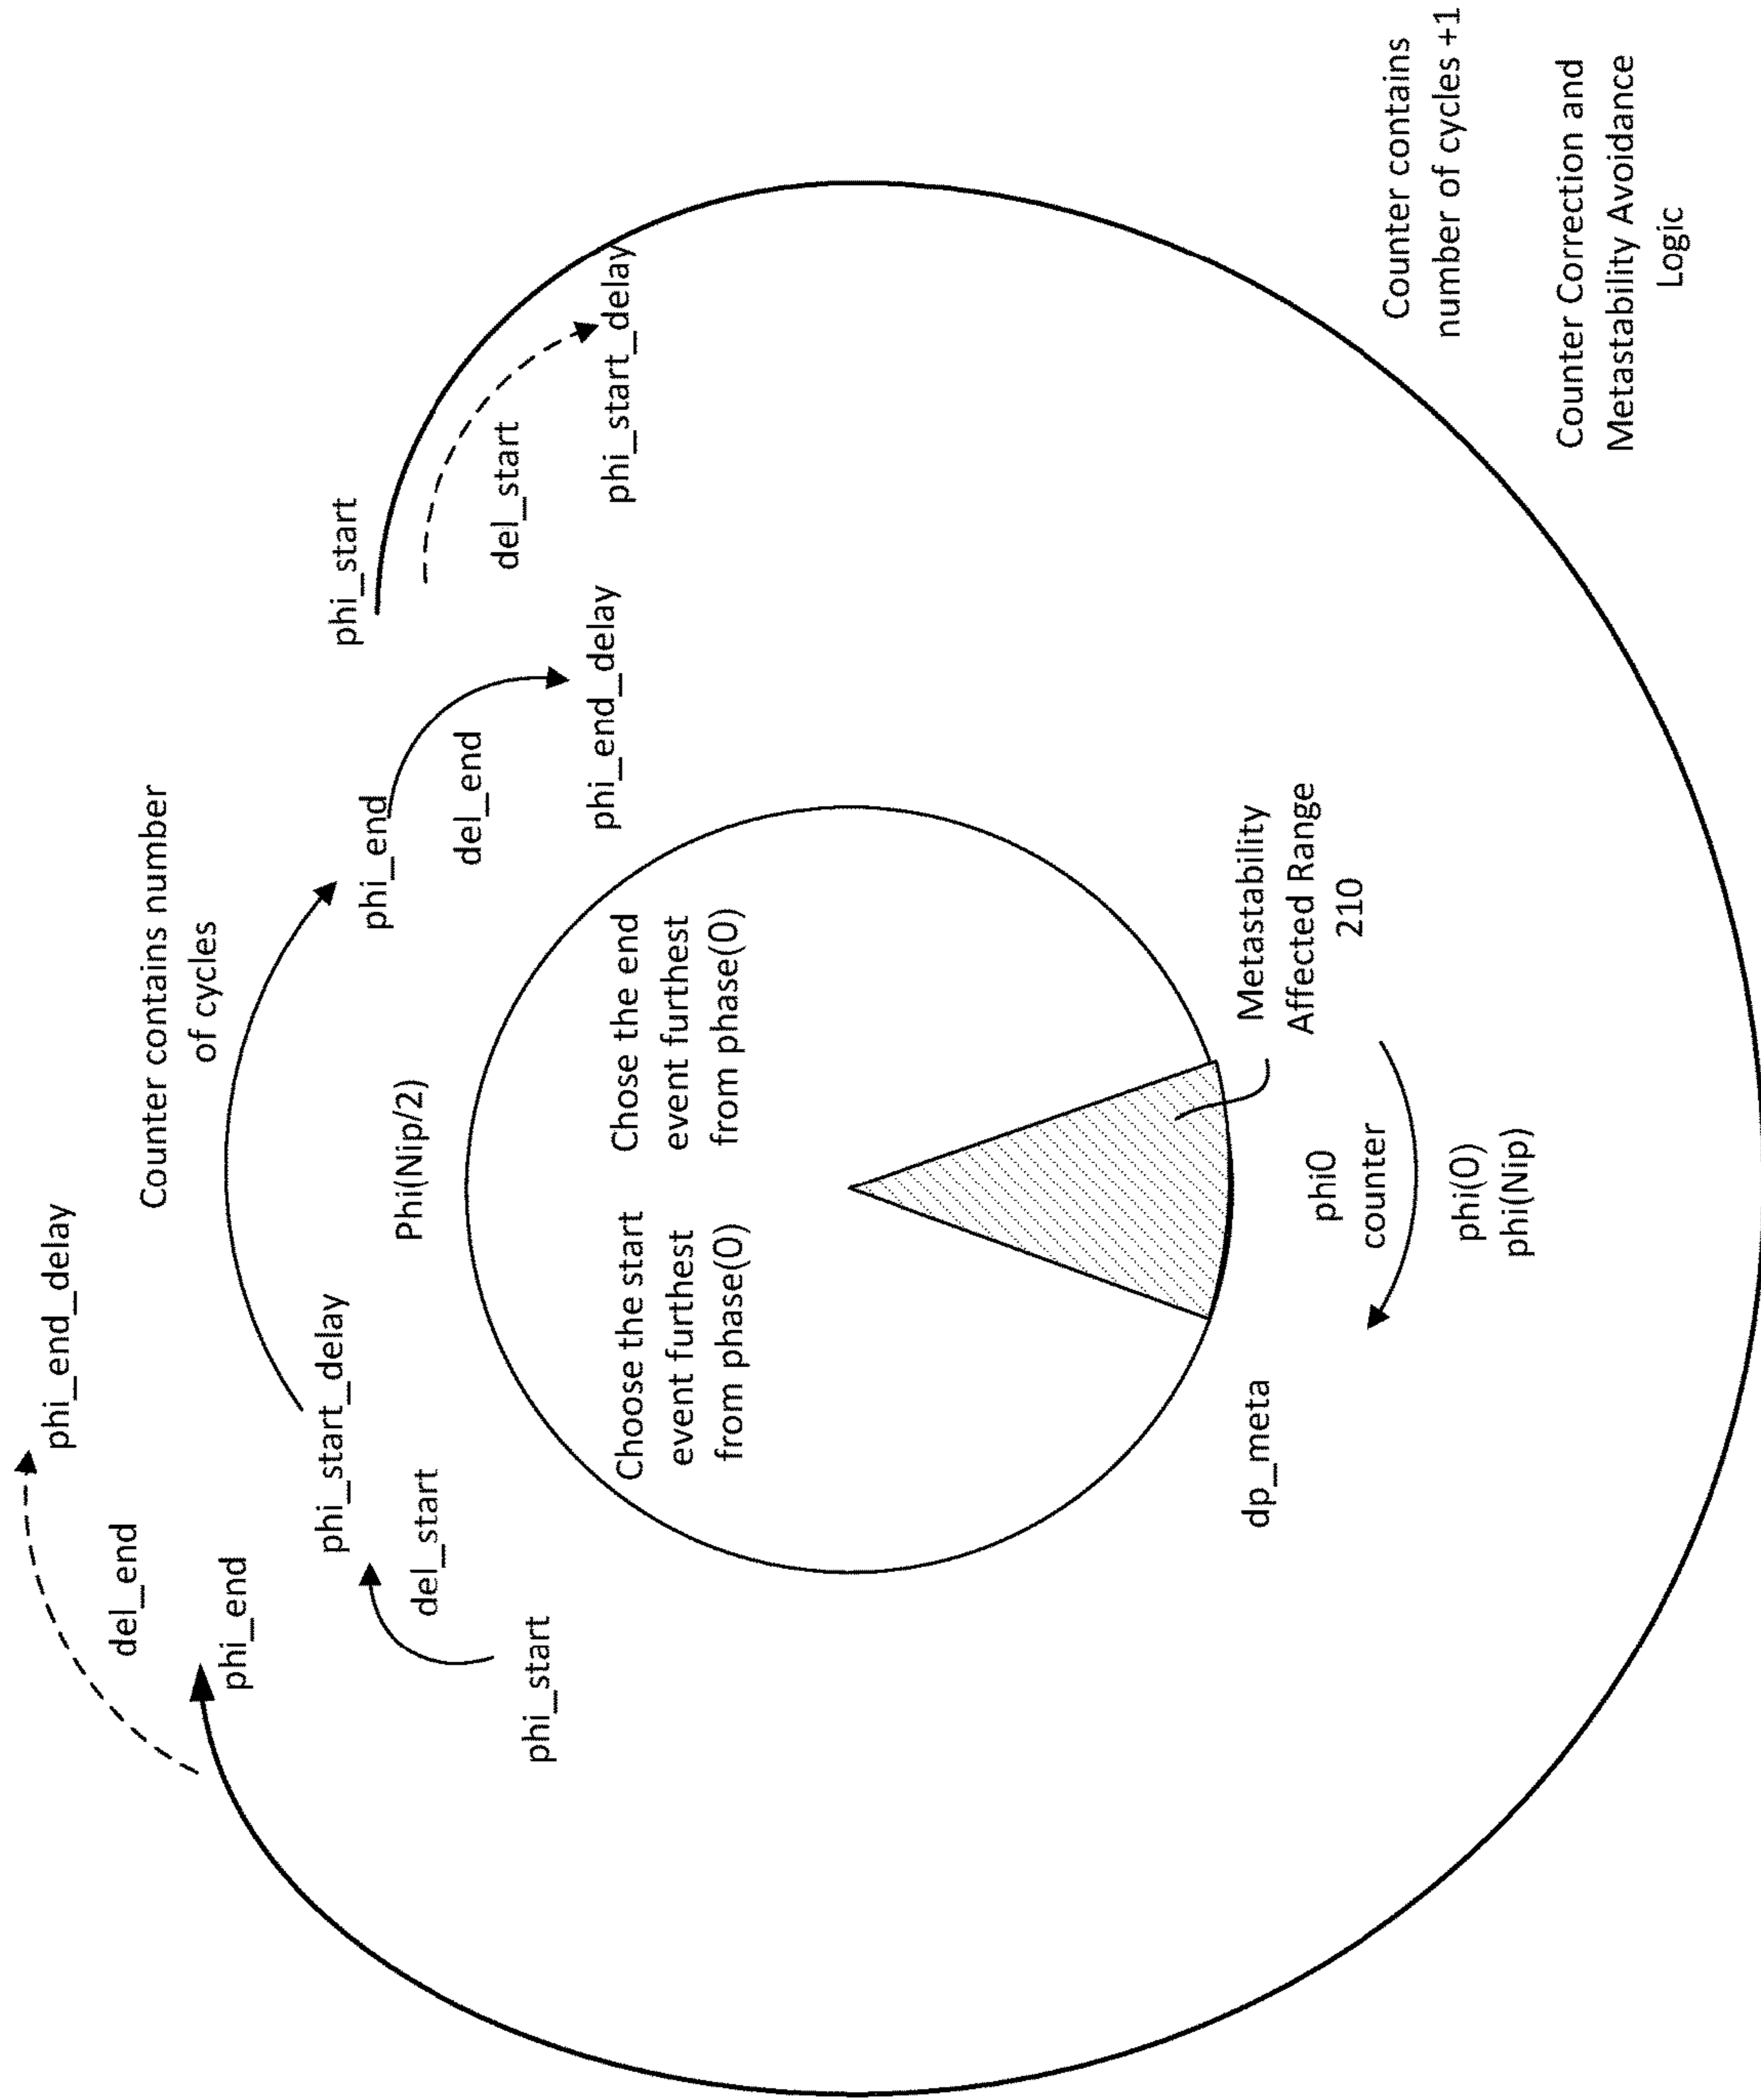 phi_end_delay
del_end
Counter contains number
of cycles
phi_end
phi_start_delay
phi_start
phi_end
Phi(Nip/2)
del_start
del_end
del_start
phi_start
phi_end_delay
phi_start_delay
Choose the start
event furthest
from phase(0)
Chose the end
event furthest
from phase(0)
dp_meta
Metastability
Affected Range
210
phi0
counter
phi(0)
phi(Nip)
Counter contains
number of cycles +1
Counter Correction and
Metastability Avoidance
Logic